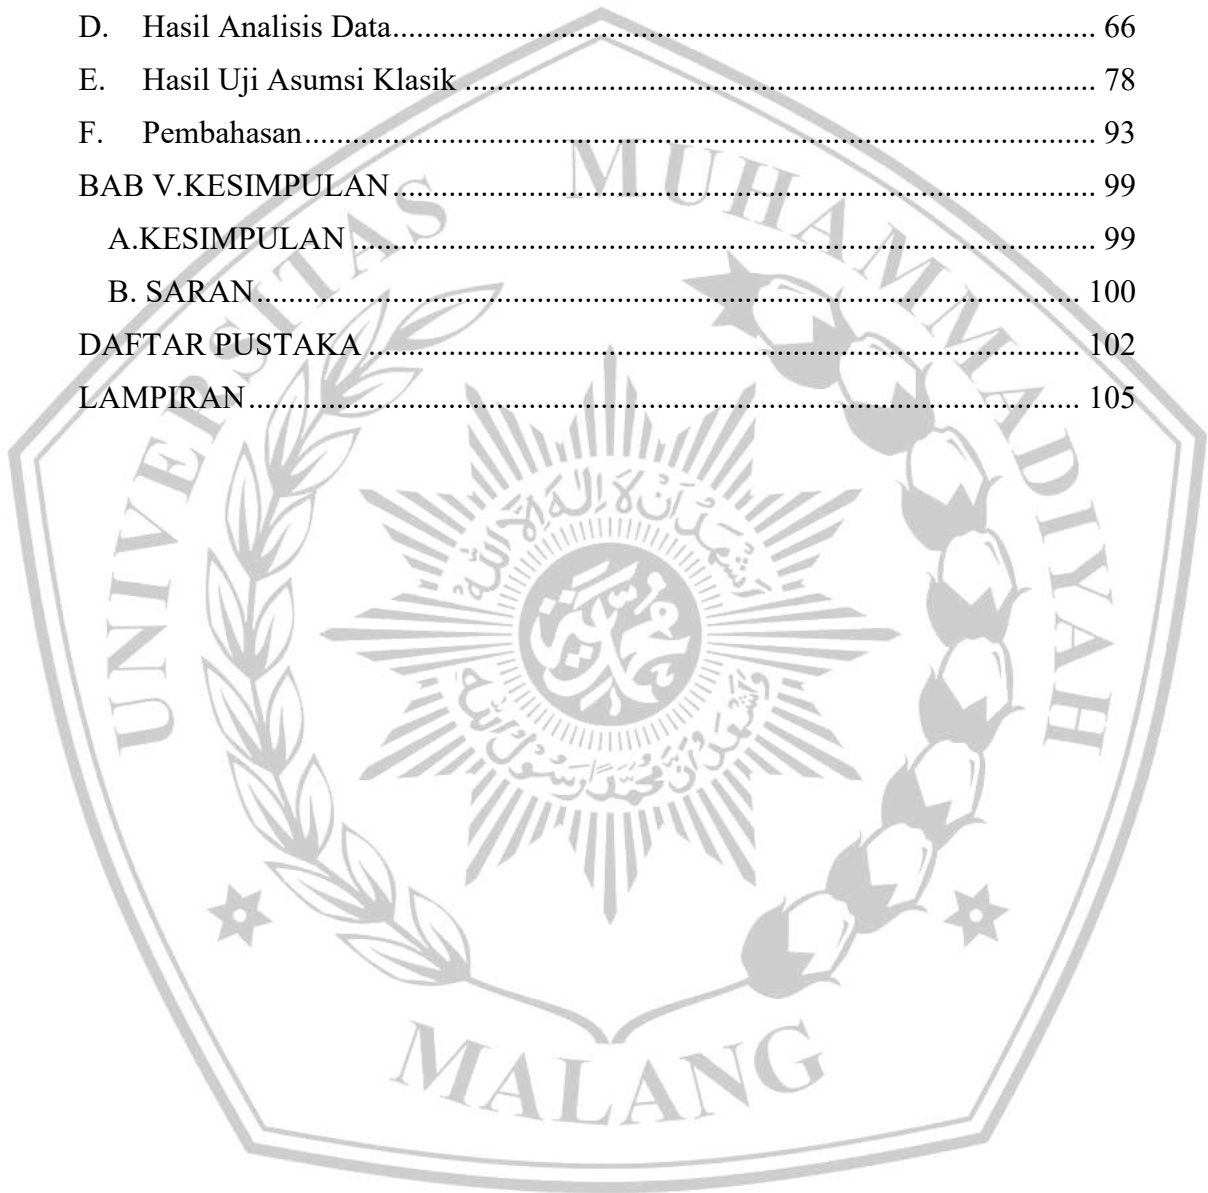 D. Hasil Analisis Data.......................................................................................... 66
E. Hasil Uji Asumsi Klasik ................................................................................. 78
F. Pembahasan..................................................................................................... 93
BAB V.KESIMPULAN.......................................................................................... 99
A.KESIMPULAN ............................................................................................... 99
B. SARAN......................................................................................................... 100
DAFTAR PUSTAKA ........................................................................................... 102
LAMPIRAN.......................................................................................................... 105
UNIVERSITAS MUHAMMADIYAH
MALANG